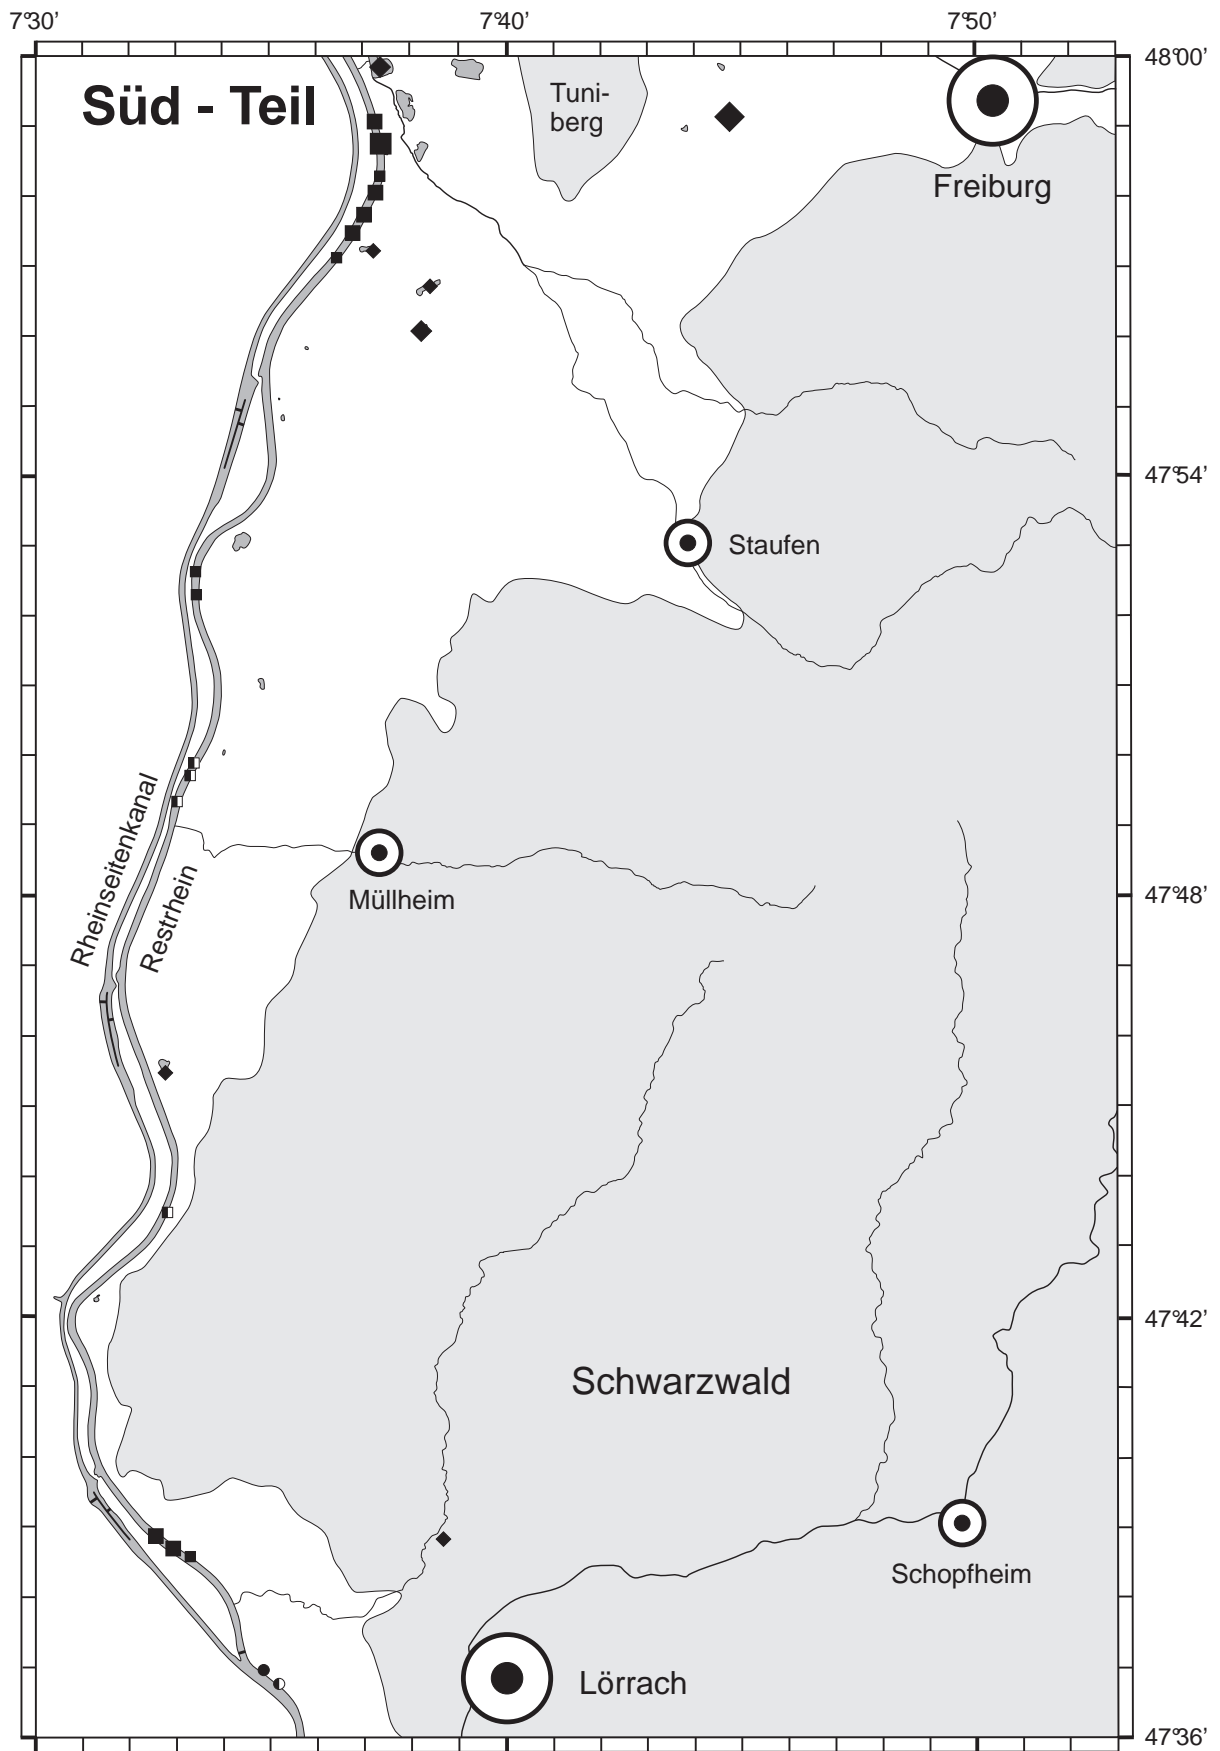 7°30' 7°40' 7°50'
48°00'
Süd - Teil
Tuni-
berg
Freiburg
47°54'
Staufen
Rheinseitenkanal
Restrhein
Müllheim
47°48'
47°42'
Schwarzwald
Schopfheim
Lörrach
47°36'